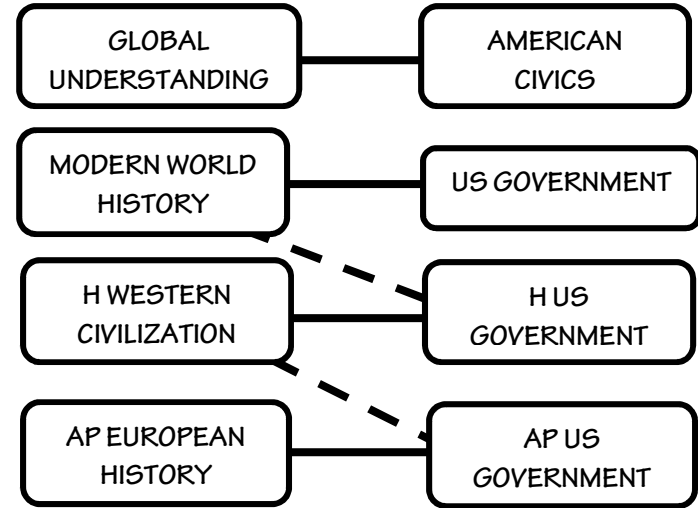 GLOBAL
UNDERSTANDING
AMERICAN
CIVICS
MODERN WORLD
HISTORY
US GOVERNMENT
H WESTERN
CIVILIZATION
H US
GOVERNMENT
AP EUROPEAN
HISTORY
AP US
GOVERNMENT